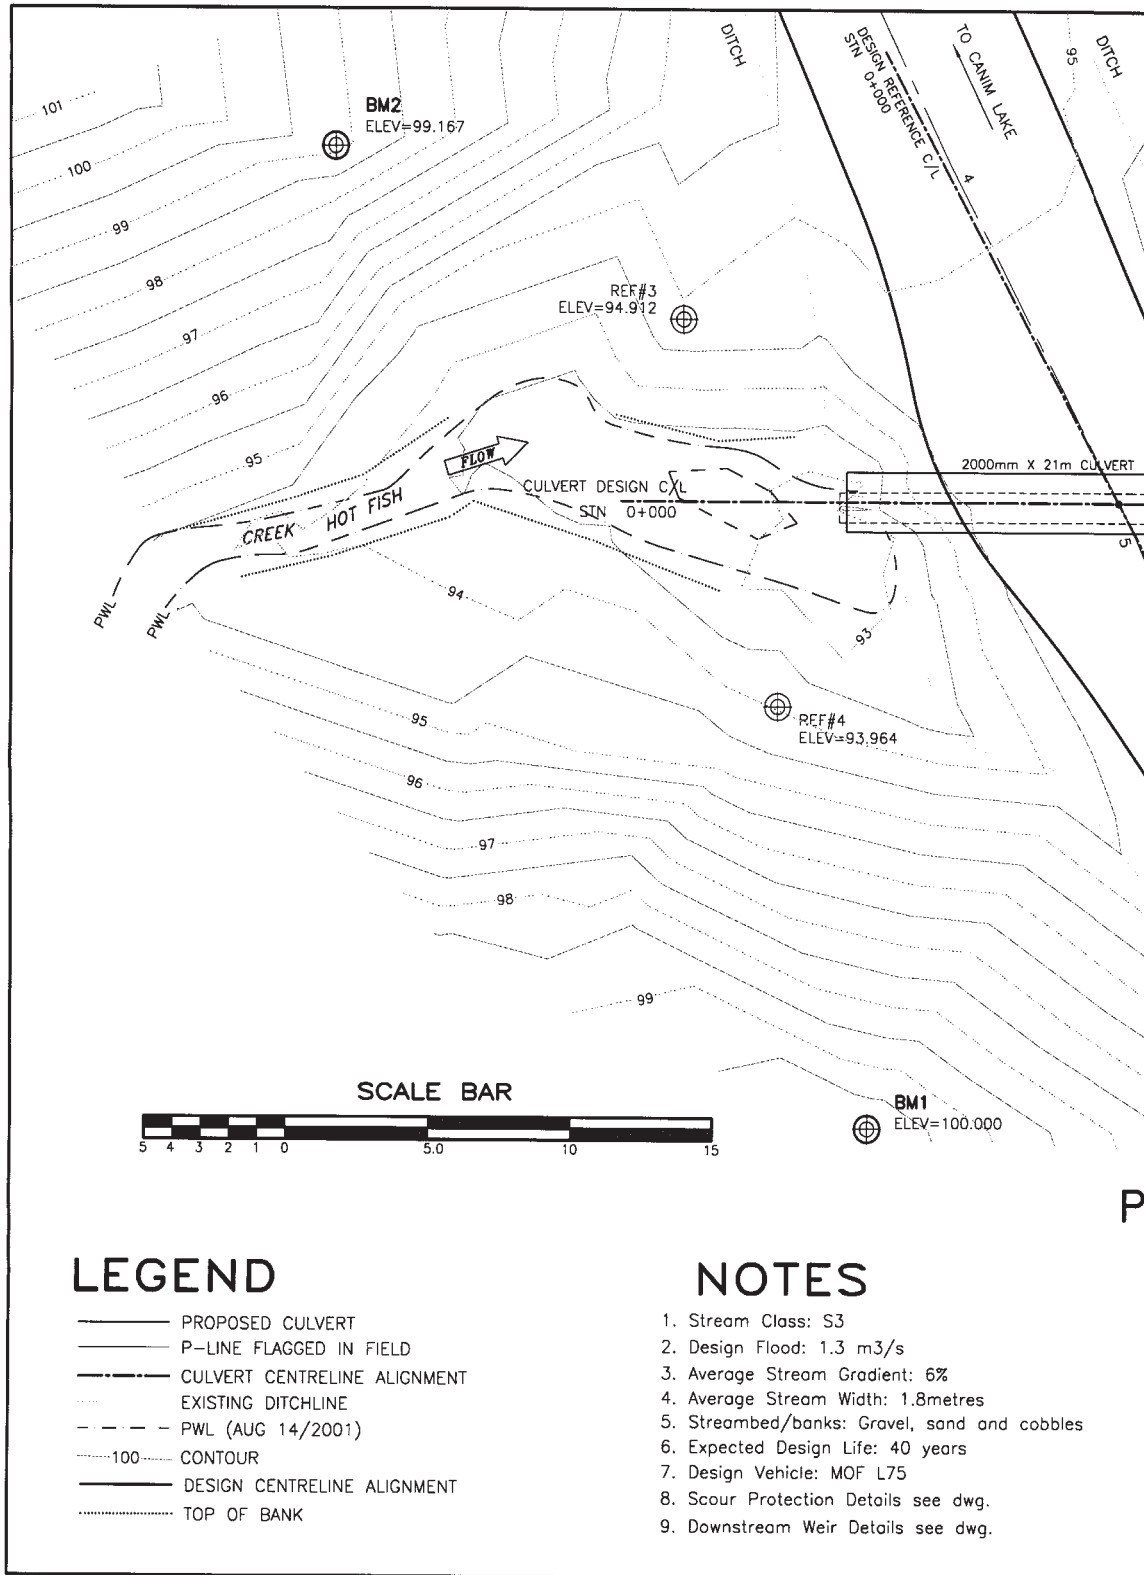 DITCH
DESIGN REFERENCE C/L
STN 0+000
TO CANIM LAKE
95
DITCH
4
101
BM2
ELEV=99.167
100
99
98
97
96
95
REF#3
ELEV=94.912
FLOW
2000mm X 21m CULVERT
CULVERT DESIGN C/L
STN 0+000
CREEK HOT FISH
5
PWL
PWL
94
93
95
REF#4
ELEV=93.964
96
97
98
99
SCALE BAR
5 4 3 2 1 0 5.0 10 15
BM1
ELEV=100.000
P
LEGEND
PROPOSED CULVERT
P-LINE FLAGGED IN FIELD
CULVERT CENTRELINE ALIGNMENT
EXISTING DITCHLINE
PWL (AUG 14/2001)
100 CONTOUR
DESIGN CENTRELINE ALIGNMENT
TOP OF BANK
NOTES
1. Stream Class: S3
2. Design Flood: 1.3 m3/s
3. Average Stream Gradient: 6%
4. Average Stream Width: 1.8metres
5. Streambed/banks: Gravel, sand and cobbles
6. Expected Design Life: 40 years
7. Design Vehicle: MOF L75
8. Scour Protection Details see dwg.
9. Downstream Weir Details see dwg.